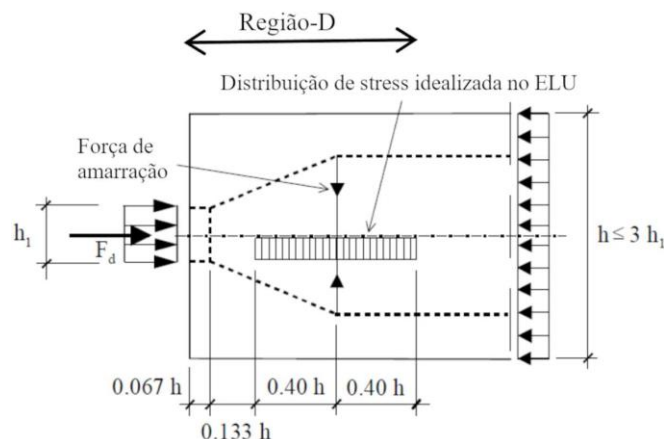 Região-D
Distribuição de stress idealizada no ELU
Força de
amarração
h₁
F_d
h ≤ 3 h₁
0.067 h
0.40 h
0.40 h
0.133 h